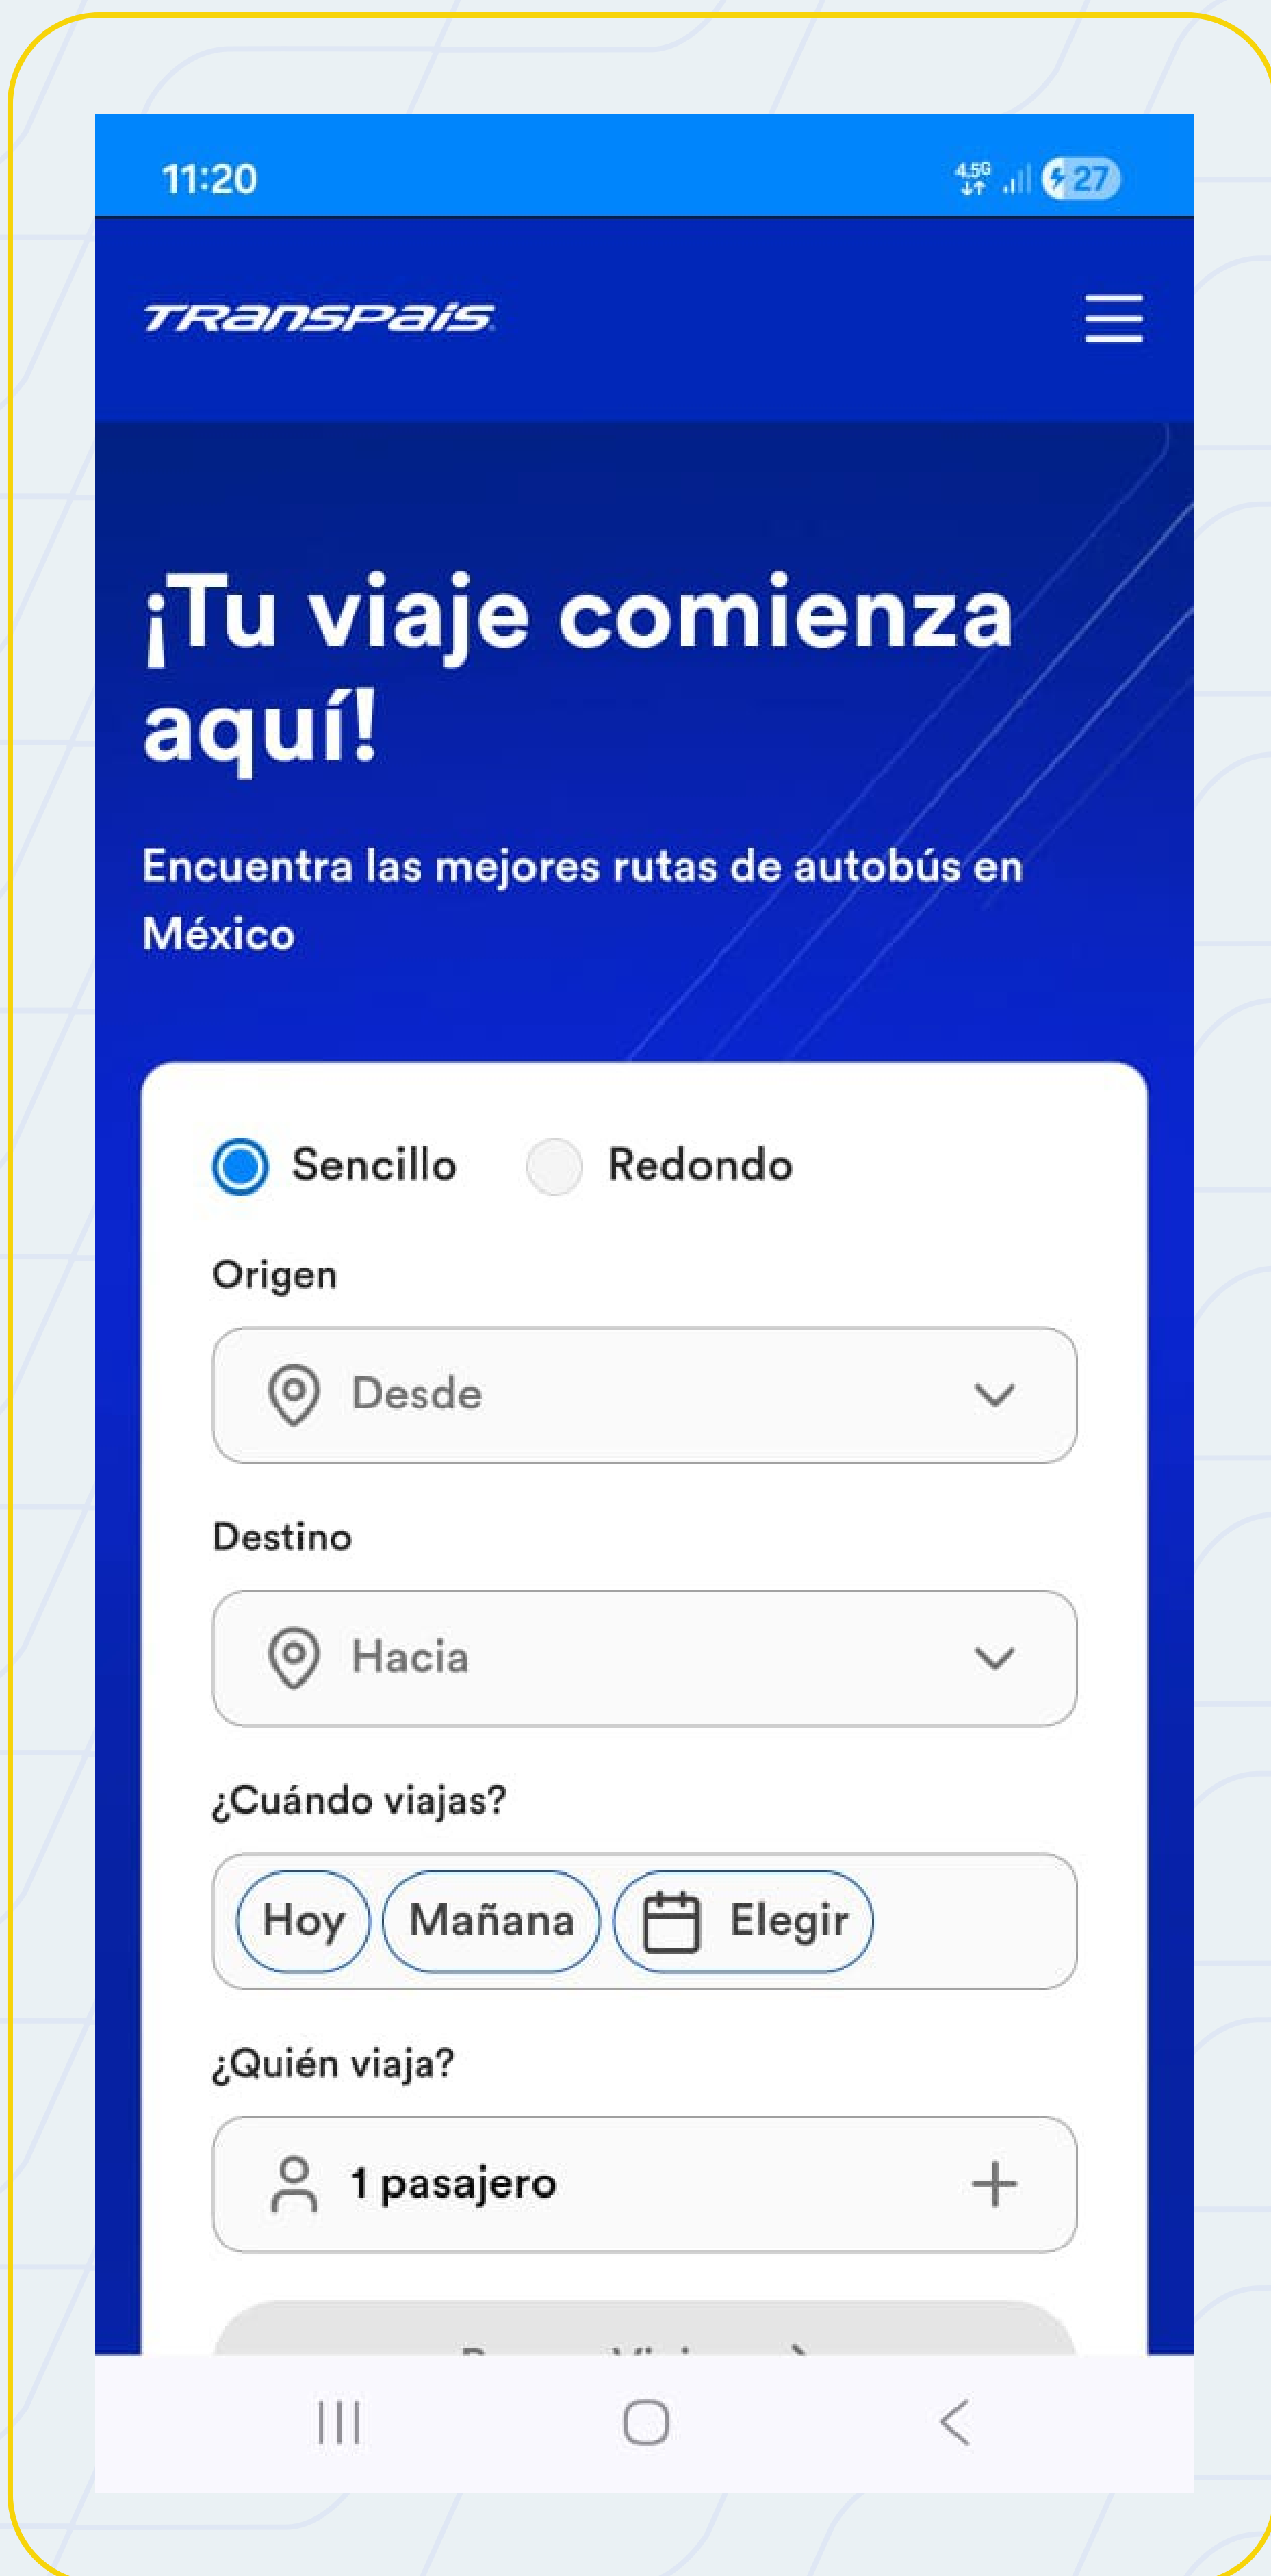 11:20
4.5G
27
TRANSPAÍS
¡Tu viaje comienza
aquí!
Encuentra las mejores rutas de autobús en
México
Sencillo Redondo
Origen
Desde
Destino
Hacia
¿Cuándo viajas?
Hoy Mañana Elegir
¿Quién viaja?
1 pasajero